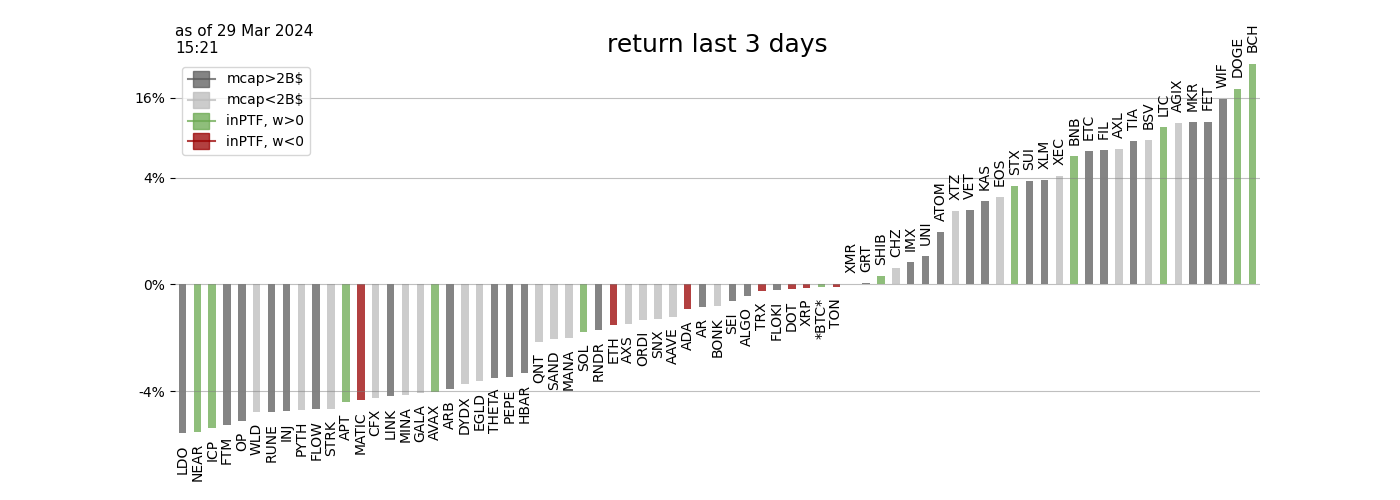 as of 29 Mar 2024
15:21
return last 3 days
mcap>2B$
mcap<2B$
inPTF, w>0
inPTF, w<0
16%
4%
0%
-4%
LDO
NEAR
ICP
FTM
OP
WLD
RUNE
INJ
PYTH
FLOW
STRK
APT
MATIC
CFX
LINK
MINA
GALA
AVAX
ARB
DYDX
EGLD
THETA
PEPE
HBAR
QNT
SAND
MANA
SOL
RNDR
ETH
AXS
ORDI
SNX
AAVE
ADA
AR
BONK
SEI
ALGO
TRX
FLOKI
DOT
XRP
*BTC*
TON
XMR
GRT
SHIB
CHZ
IMX
UNI
ATOM
XTZ
VET
KAS
EOS
STX
SUI
XLM
XEC
BNB
ETC
FIL
AXL
TIA
BSV
LTC
AGIX
MKR
FET
WIF
DOGE
BCH